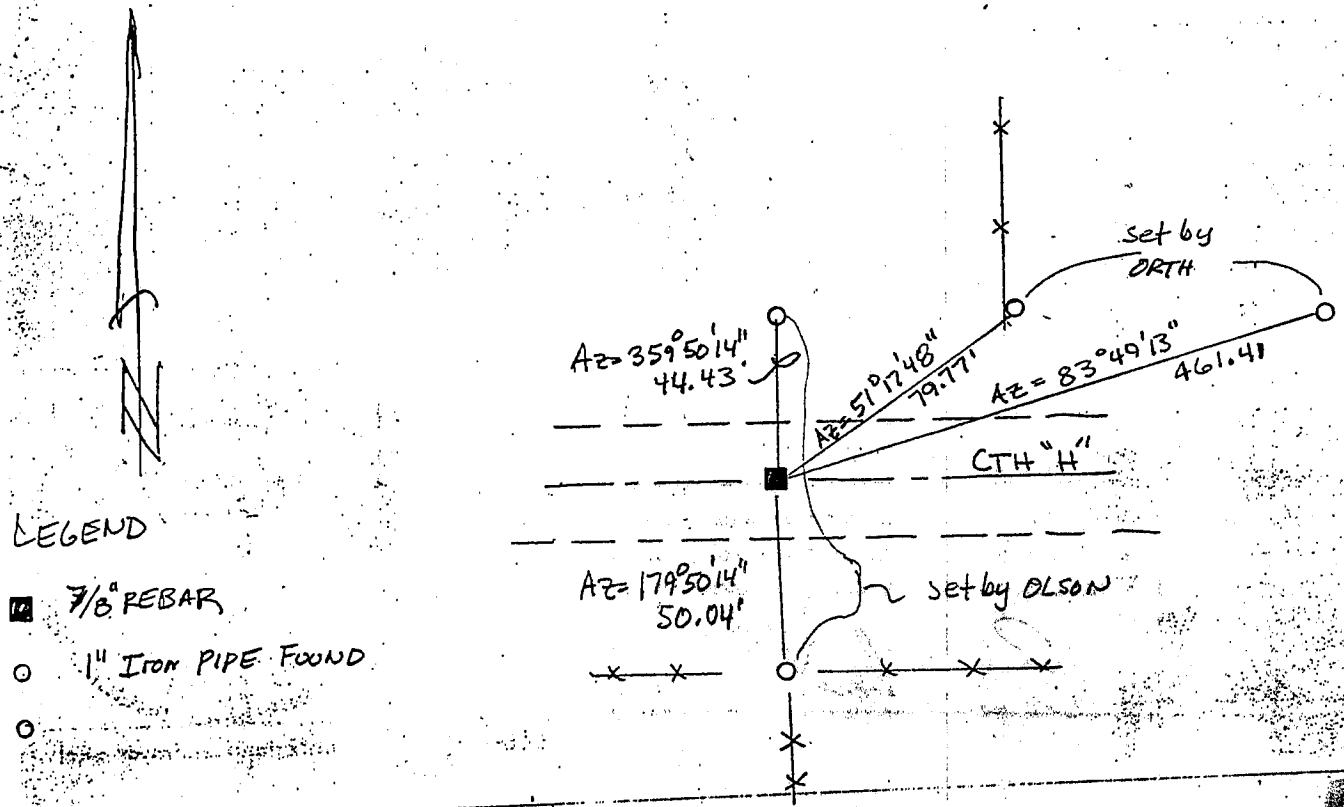 N
set by
ORTH
Az=359°50'14"
44.43'
Az=51°12'48"
79.77'
Az = 83°49'13"
461.41
CTH "H"
LEGEND
7/8" REBAR
1" Iron PIPE FOUND
Az=179°50'14"
50.04'
set by OLSON